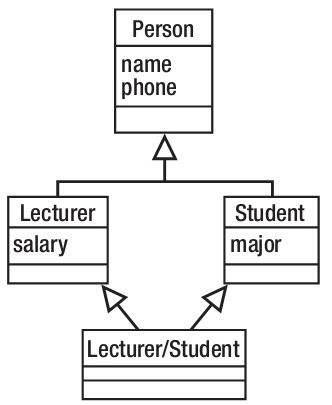 Person
name
phone
Lecturer
salary
Student
major
Lecturer/Student